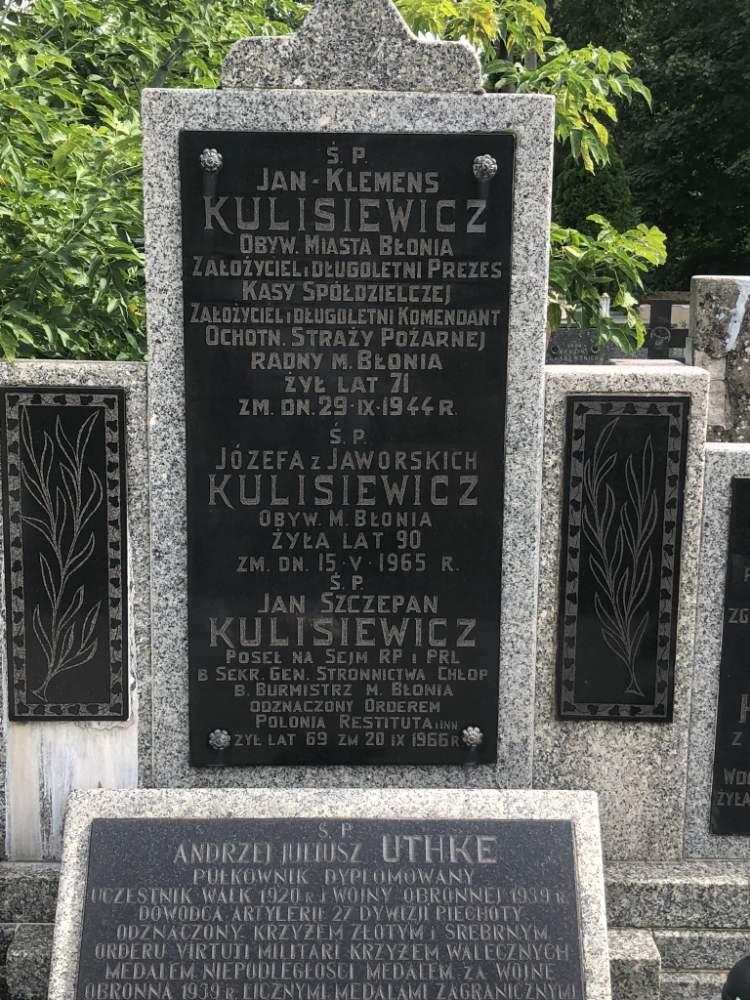 Ś. P.
JAN-KLEMENS
KULISIEWICZ
OBYW. MIASTA BŁONIA
ZAŁOŻYCIEL I DŁUGOLETNI PREZES
KASY SPÓŁDZIELCZEJ
ZAŁOŻYCIEL I DŁUGOLETNI KOMENDANT
OCHOTN. STRAŻY POŻARNEJ
RADNY M. BŁONIA
ŻYŁ LAT 71
ZM. DN. 29·IX·1944 R.
Ś. P.
JÓZEFA Z JAWORSKICH
KULISIEWICZ
OBYW. M. BŁONIA
ŻYŁA LAT 90
ZM. DN. 15·V·1965 R.
Ś. P.
JAN SZCZEPAN
KULISIEWICZ
POSEŁ NA SEJM RP I PRL
B SEKR. GEN. STRONNICTWA CHŁOP
B. BURMISTRZ M. BŁONIA
ODZNACZONY ORDEREM
POLONIA RESTITUTA I INN.
ŻYŁ LAT 69 ZM 20 IX 1966 R
Ś. P.
ANDRZEJ JULIUSZ UTHKE
PUŁKOWNIK DYPLOMOWANY
UCZESTNIK WALK 1920 R I WOJNY OBRONNEJ 1939 R
DOWÓDCA ARTYLERII 27 DYWIZJI PIECHOTY
ODZNACZONY KRZYŻEM ZŁOTYM I SREBRNYM
ORDERU VIRTUTI MILITARI KRZYŻEM WALECZNYCH
MEDALEM NIEPODLEGŁOŚCI MEDALEM ZA WOJNĘ
OBRONNĄ 1939 R. LICZNYMI MEDALAMI ZAGRANICZNYMI